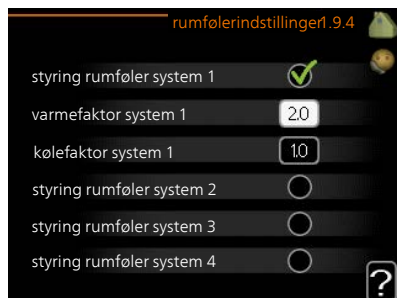 rumfølerindstillinger1.9.4
styring rumføler system 1
varmefaktor system 1 2.0
kølefaktor system 1 1.0
styring rumføler system 2
styring rumføler system 3
styring rumføler system 4
?